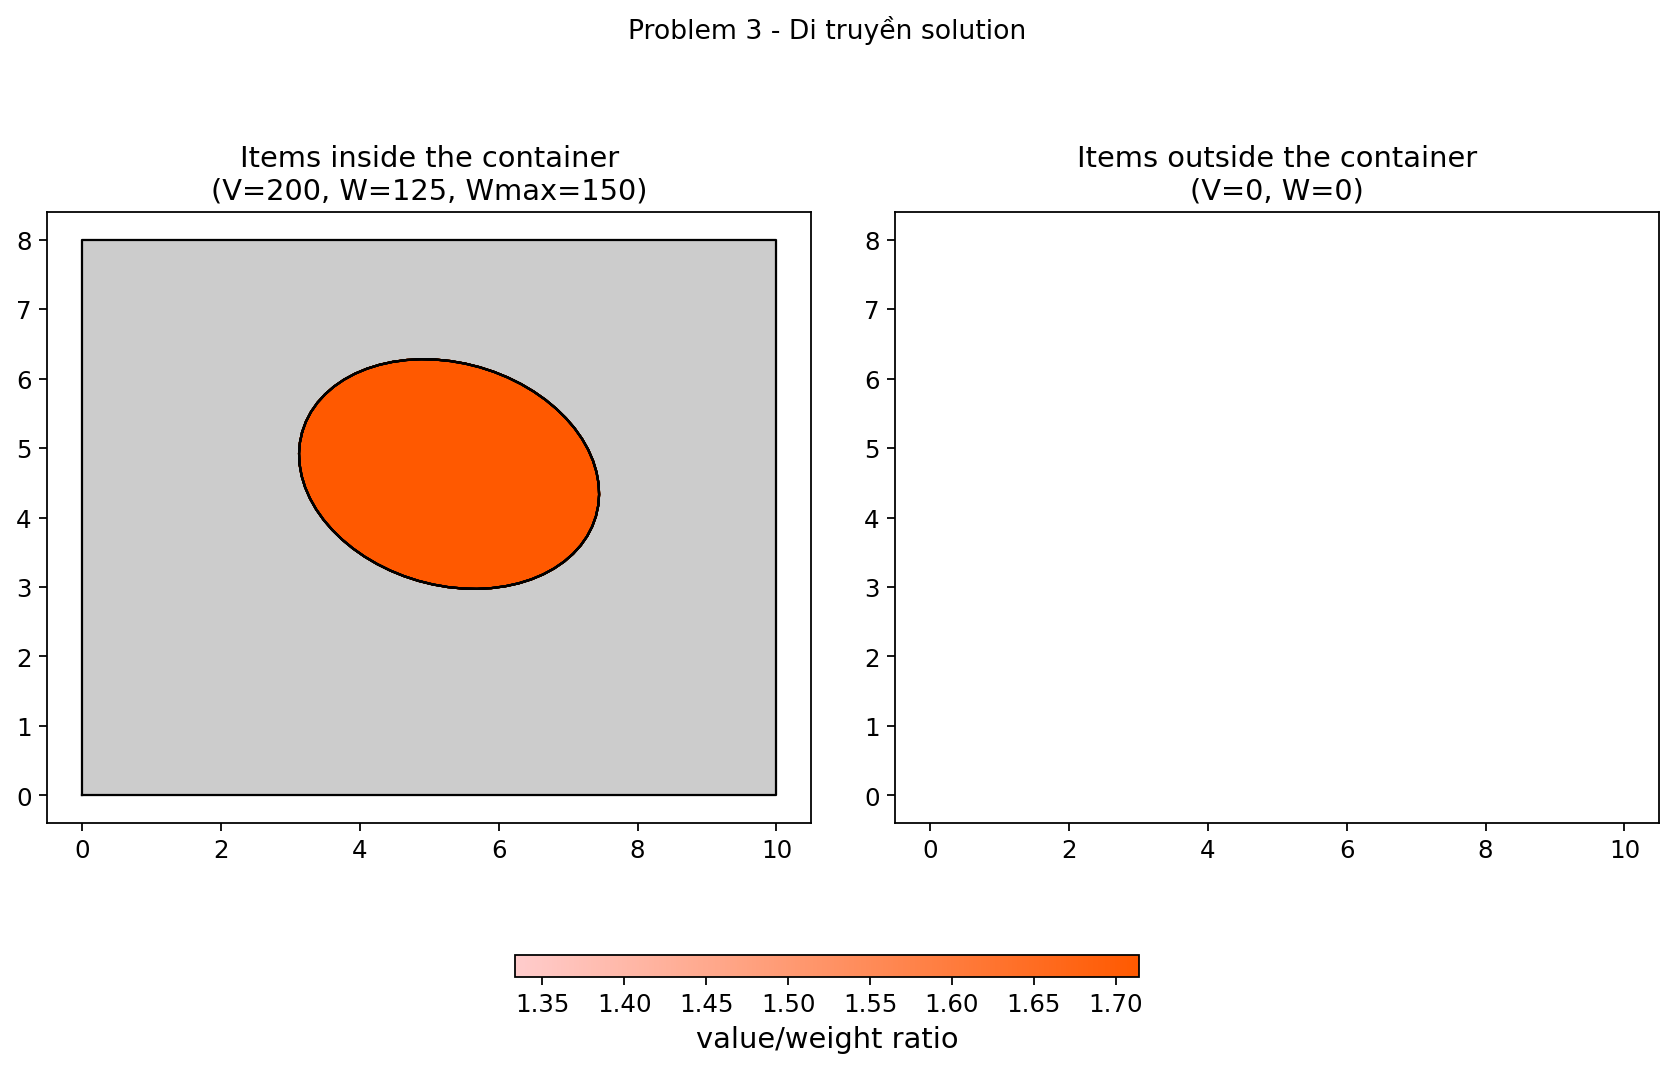 Problem 3 - Di truyền solution
Items inside the container
(V=200, W=125, Wmax=150)
8
7
6
5
4
3
2
1
0
0 2 4 6 8 10
Items outside the container
(V=0, W=0)
8
7
6
5
4
3
2
1
0
0 2 4 6 8 10
1.35 1.40 1.45 1.50 1.55 1.60 1.65 1.70
value/weight ratio